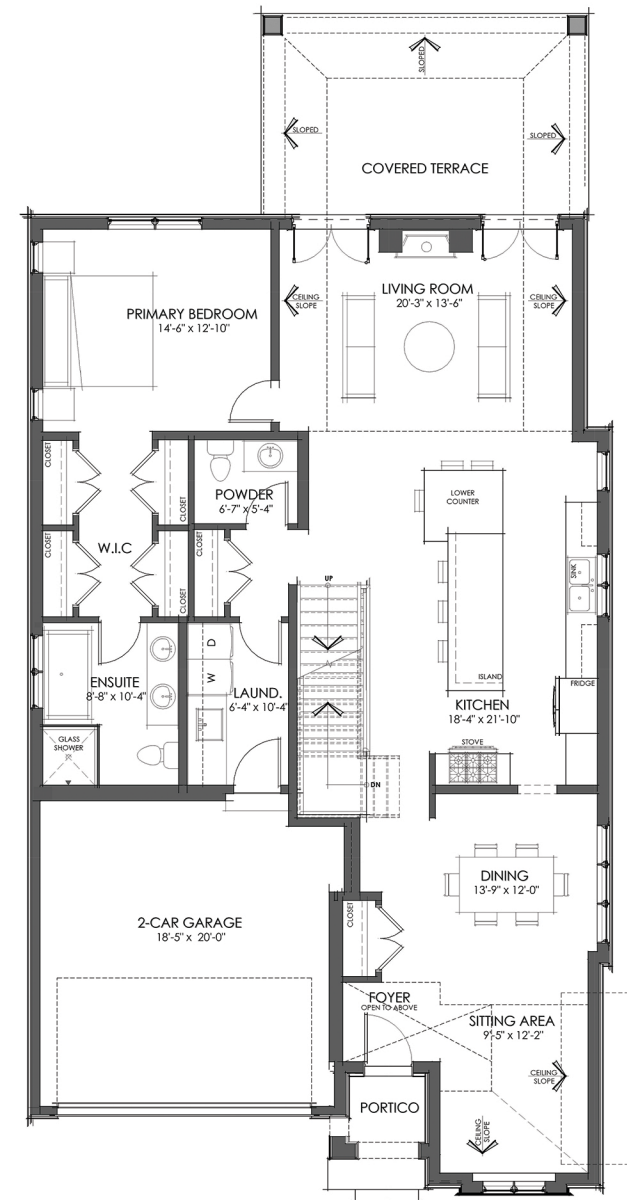 SLOPED
SLOPED
SLOPED
COVERED TERRACE
LIVING ROOM
20'-3" x 13'-6"
CEILING
SLOPE
CEILING
SLOPE
PRIMARY BEDROOM
14'-6" x 12'-10"
CLOSET
CLOSET
POWDER
6'-7" x 5'-4"
LOWER
COUNTER
W.I.C
CLOSET
CLOSET
CLOSET
UP
SINK
ENSUITE
8'-8" x 10'-4"
D
W
LAUND.
6'-4" x 10'-4"
ISLAND
FRIDGE
KITCHEN
18'-4" x 21'-10"
GLASS
SHOWER
STOVE
DN
DINING
13'-9" x 12'-0"
2-CAR GARAGE
18'-5" x 20'-0"
CLOSET
FOYER
OPEN TO ABOVE
SITTING AREA
9'-5" x 12'-2"
CEILING
SLOPE
PORTICO
CEILING
SLOPE